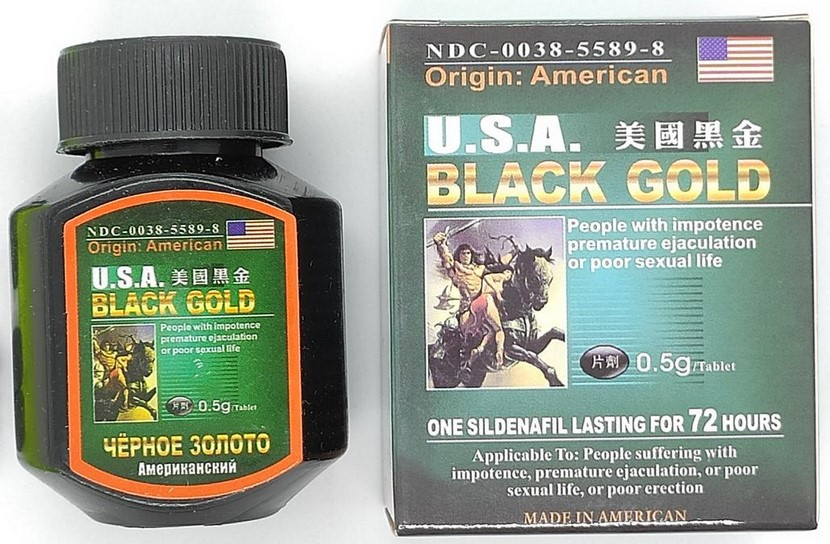 NDC-0038-5589-8
Origin: American
U.S.A. 美國黑金
BLACK GOLD
People with impotence
premature ejaculation
or poor sexual life
片劑 0.5g/Tablet
ЧЁРНОЕ ЗОЛОТО
Американский
NDC-0038-5589-8
Origin: American
U.S.A. 美國黑金
BLACK GOLD
People with impotence
premature ejaculation
or poor sexual life
片劑 0.5g/Tablet
ONE SILDENAFIL LASTING FOR 72 HOURS
Applicable To: People suffering with
impotence, premature ejaculation, or poor
sexual life, or poor erection
MADE IN AMERICAN